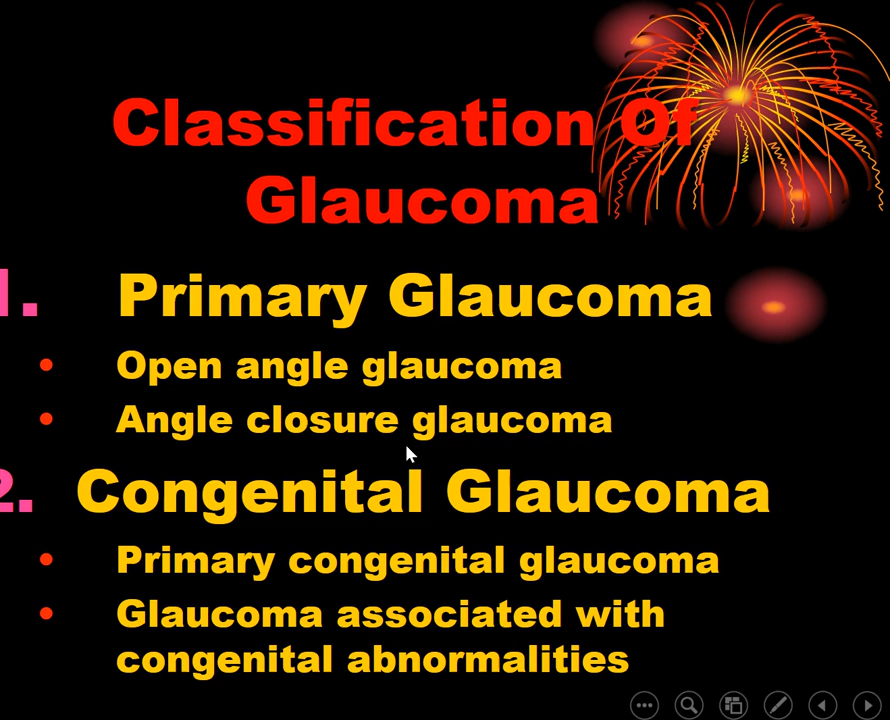 Classification Of
Glaucoma
1. Primary Glaucoma
• Open angle glaucoma
• Angle closure glaucoma
2. Congenital Glaucoma
• Primary congenital glaucoma
• Glaucoma associated with
congenital abnormalities